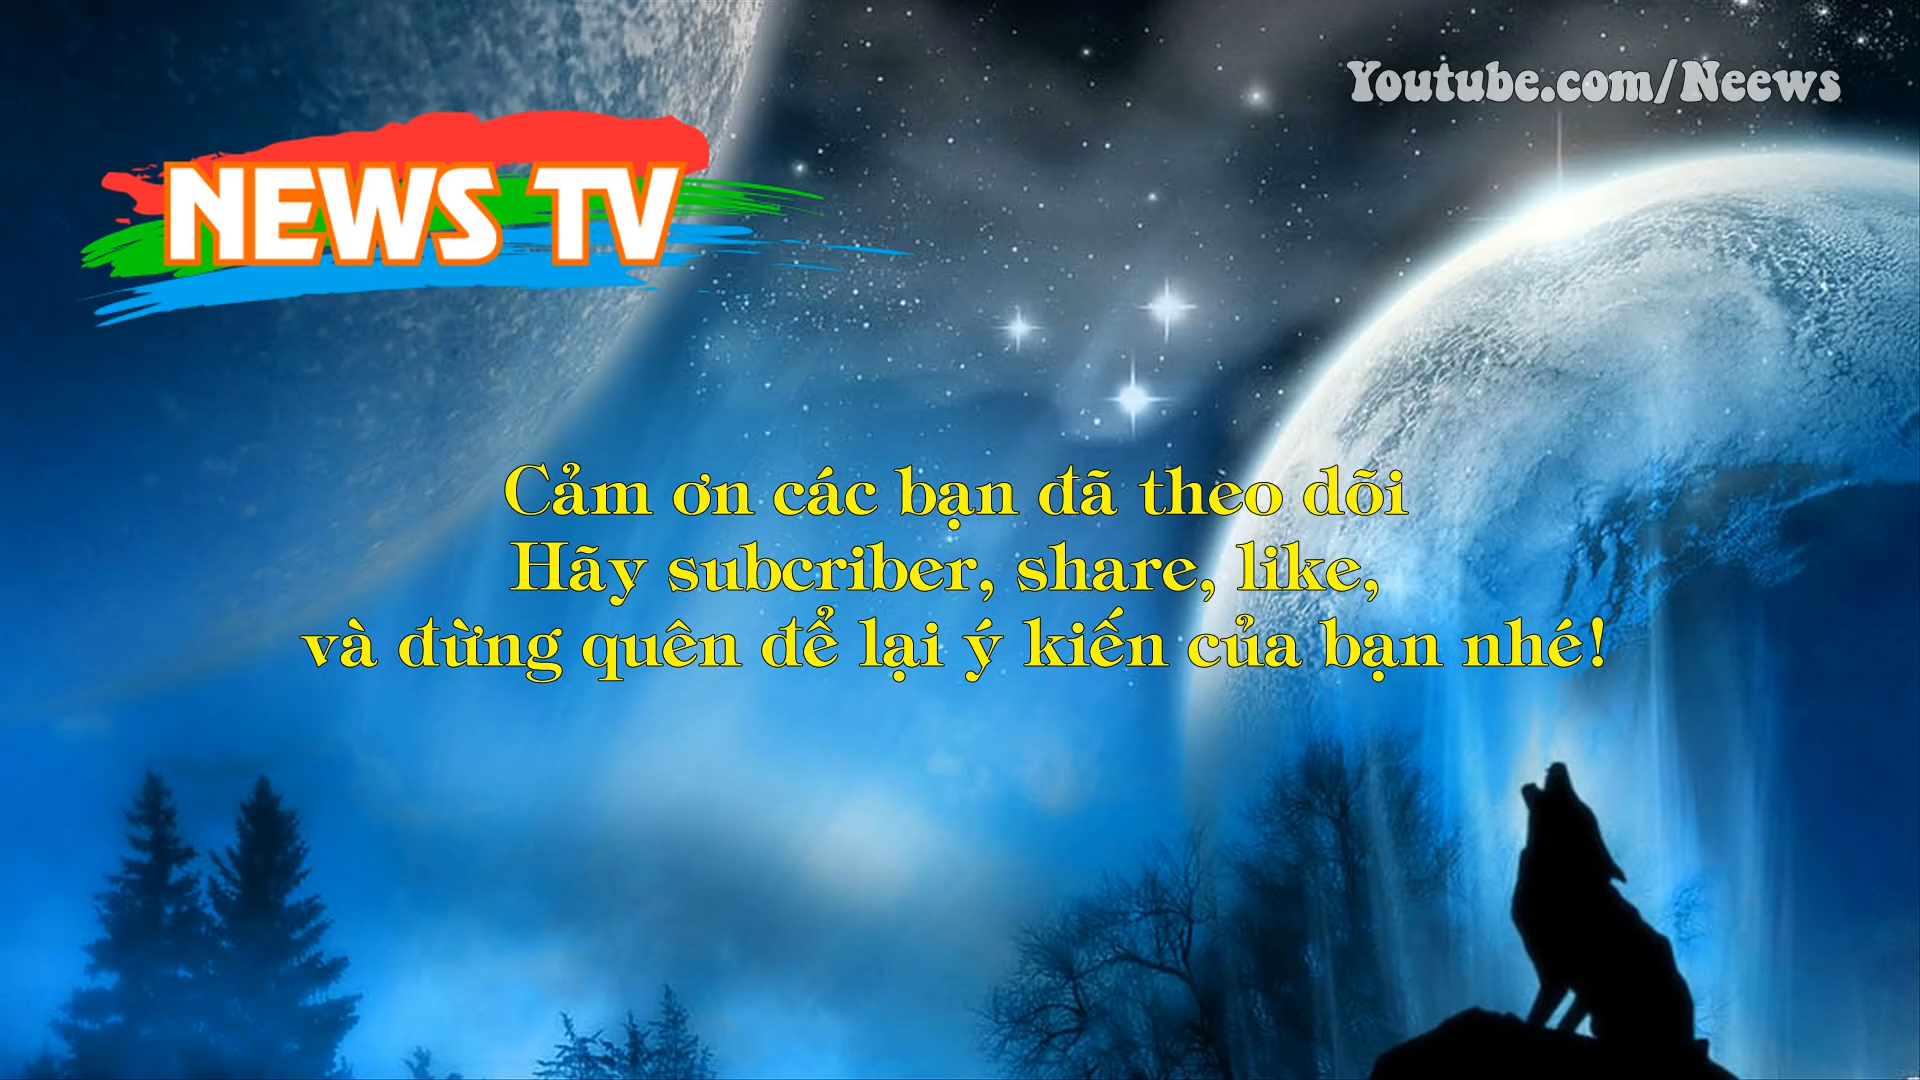 Youtube.com/Neews
NEWS TV
Cảm ơn các bạn đã theo dõi
Hãy subcriber, share, like,
và đừng quên để lại ý kiến của bạn nhé!